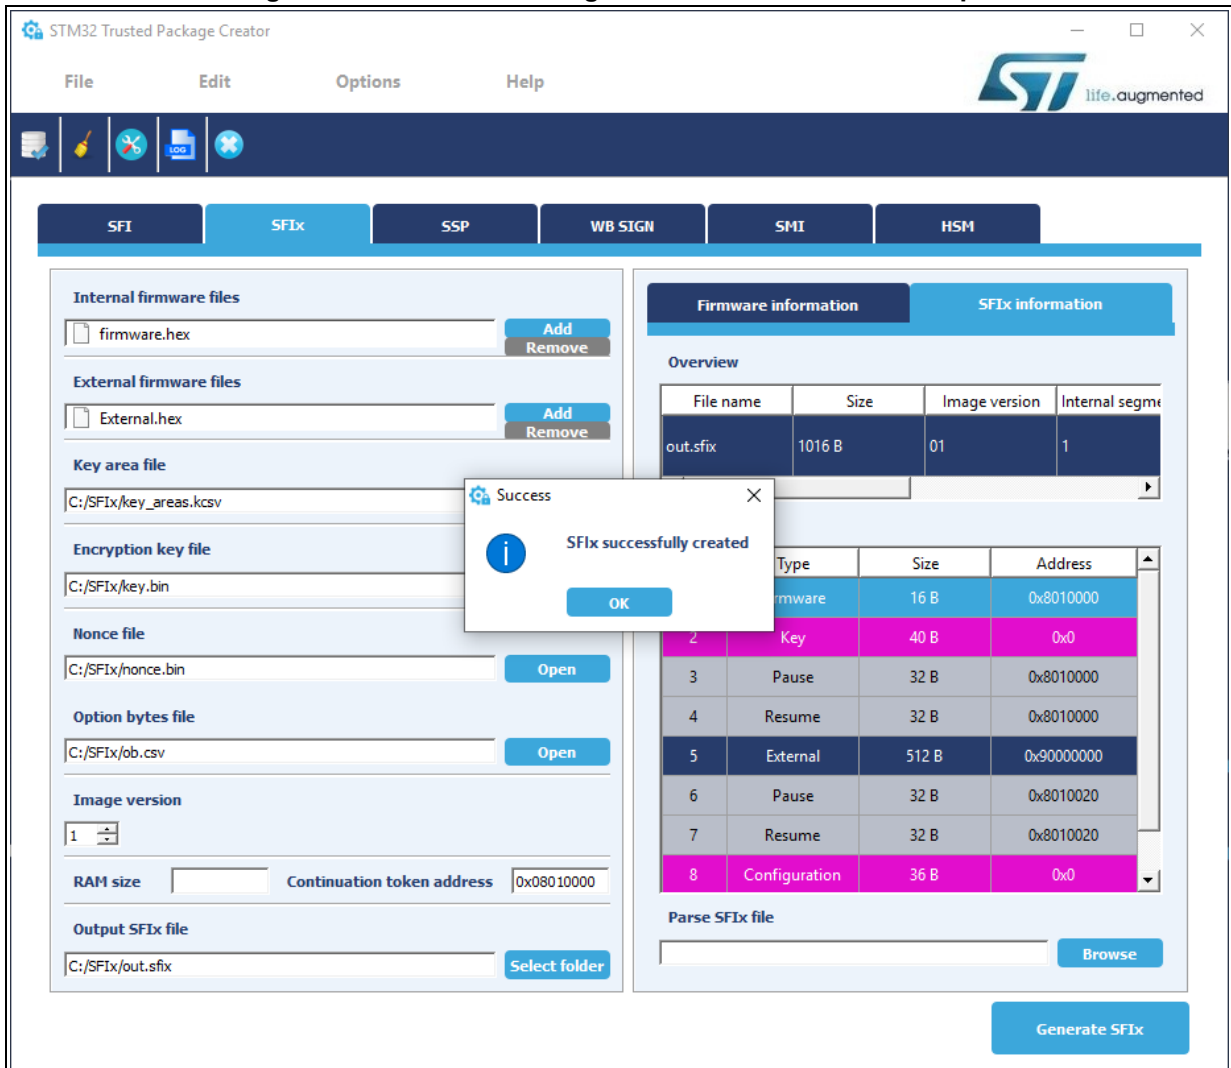 STM32 Trusted Package Creator
File Edit Options Help
life.augmented
LOG
SFI SFIx SSP WB SIGN SMI HSM
Internal firmware files
firmware.hex
Add
Remove
External firmware files
External.hex
Add
Remove
Key area file
C:/SFIx/key_areas.kcsv
Encryption key file
C:/SFIx/key.bin
Nonce file
C:/SFIx/nonce.bin
Open
Option bytes file
C:/SFIx/ob.csv
Open
Image version
1
RAM size Continuation token address 0x08010000
Output SFIx file
C:/SFIx/out.sfix
Select folder
Firmware information SFIx information
Overview
File name Size Image version Internal segme
out.sfix 1016 B 01 1
Success
SFIx successfully created
OK
Type Size Address
rmware 16 B 0x8010000
2 Key 40 B 0x0
3 Pause 32 B 0x8010000
4 Resume 32 B 0x8010000
5 External 512 B 0x90000000
6 Pause 32 B 0x8010020
7 Resume 32 B 0x8010020
8 Configuration 36 B 0x0
Parse SFIx file
Browse
Generate SFIx